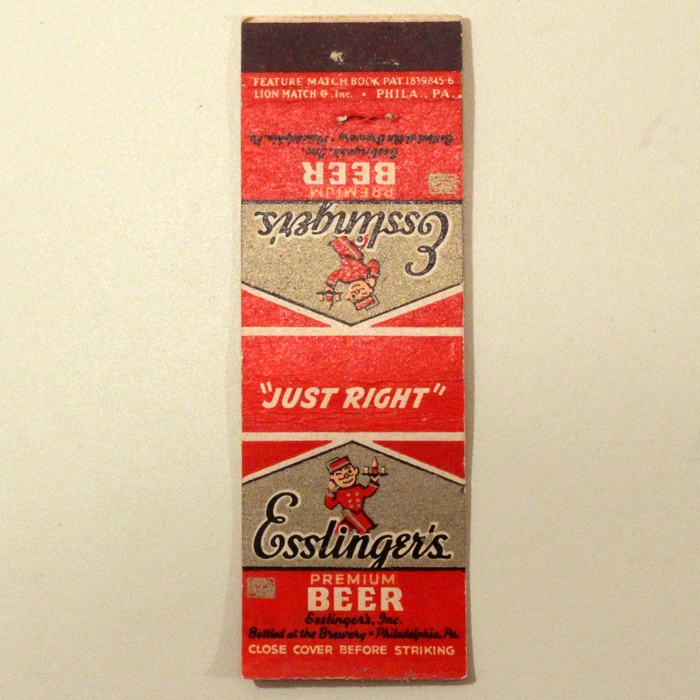 FEATURE MATCH BOOK PAT.1839845-6
LION MATCH Co. Inc. • PHILA., PA.
Bottled at the Brewery • Philadelphia, Pa.
Esslinger's, Inc.
BEER
PREMIUM
Esslinger's
"JUST RIGHT"
Esslinger's
PREMIUM
BEER
Esslinger's, Inc.
Bottled at the Brewery • Philadelphia, Pa.
CLOSE COVER BEFORE STRIKING